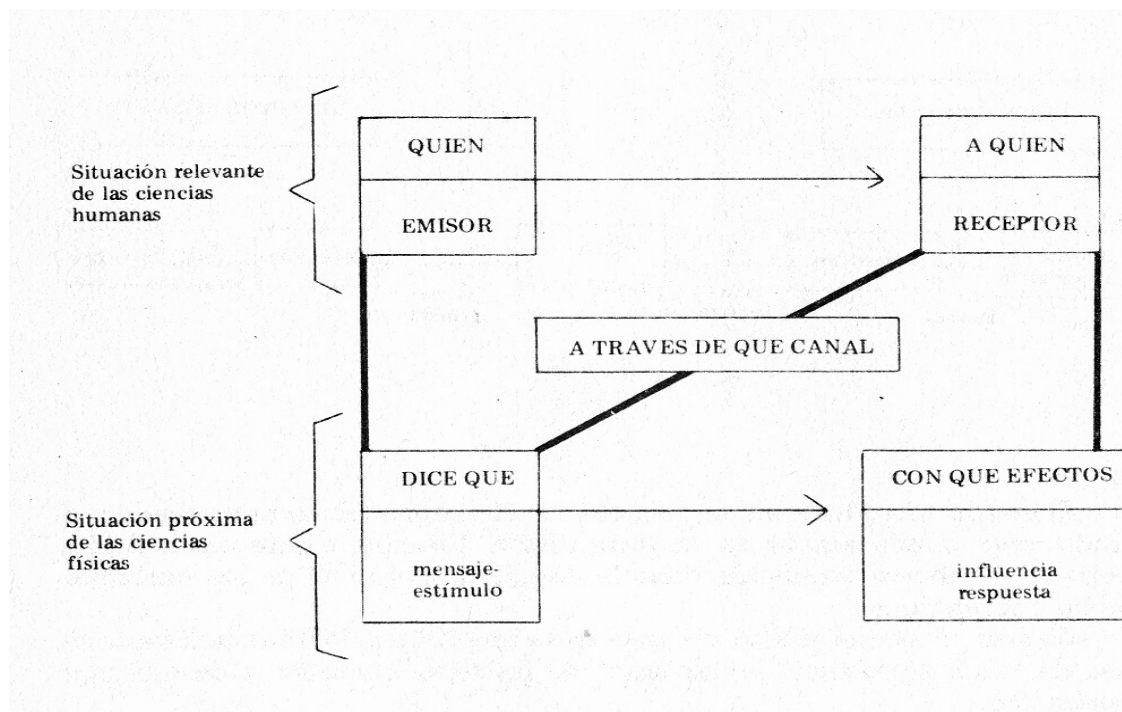 QUIEN
A QUIEN
Situación relevante
de las ciencias
humanas
EMISOR
RECEPTOR
A TRAVES DE QUE CANAL
DICE QUE
CON QUE EFECTOS
Situación próxima
de las ciencias
físicas
mensaje-
estímulo
influencia
respuesta